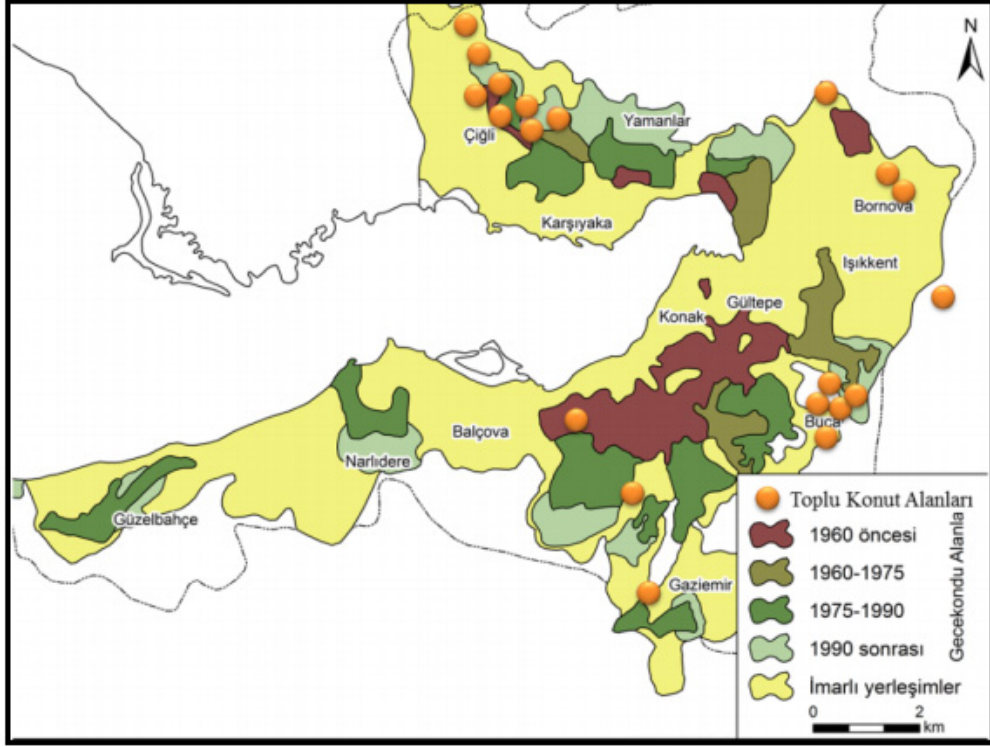 N
Yamanlar
Çiğli
Bornova
Karşıyaka
Işıkkent
Gültepe
Konak
Buca
Balçova
Narlıdere
Güzelbahçe
Gaziemir
Toplu Konut Alanları
1960 öncesi
1960-1975
1975-1990
1990 sonrası
Gecekondu Alanla
İmarlı yerleşimler
0 2
km